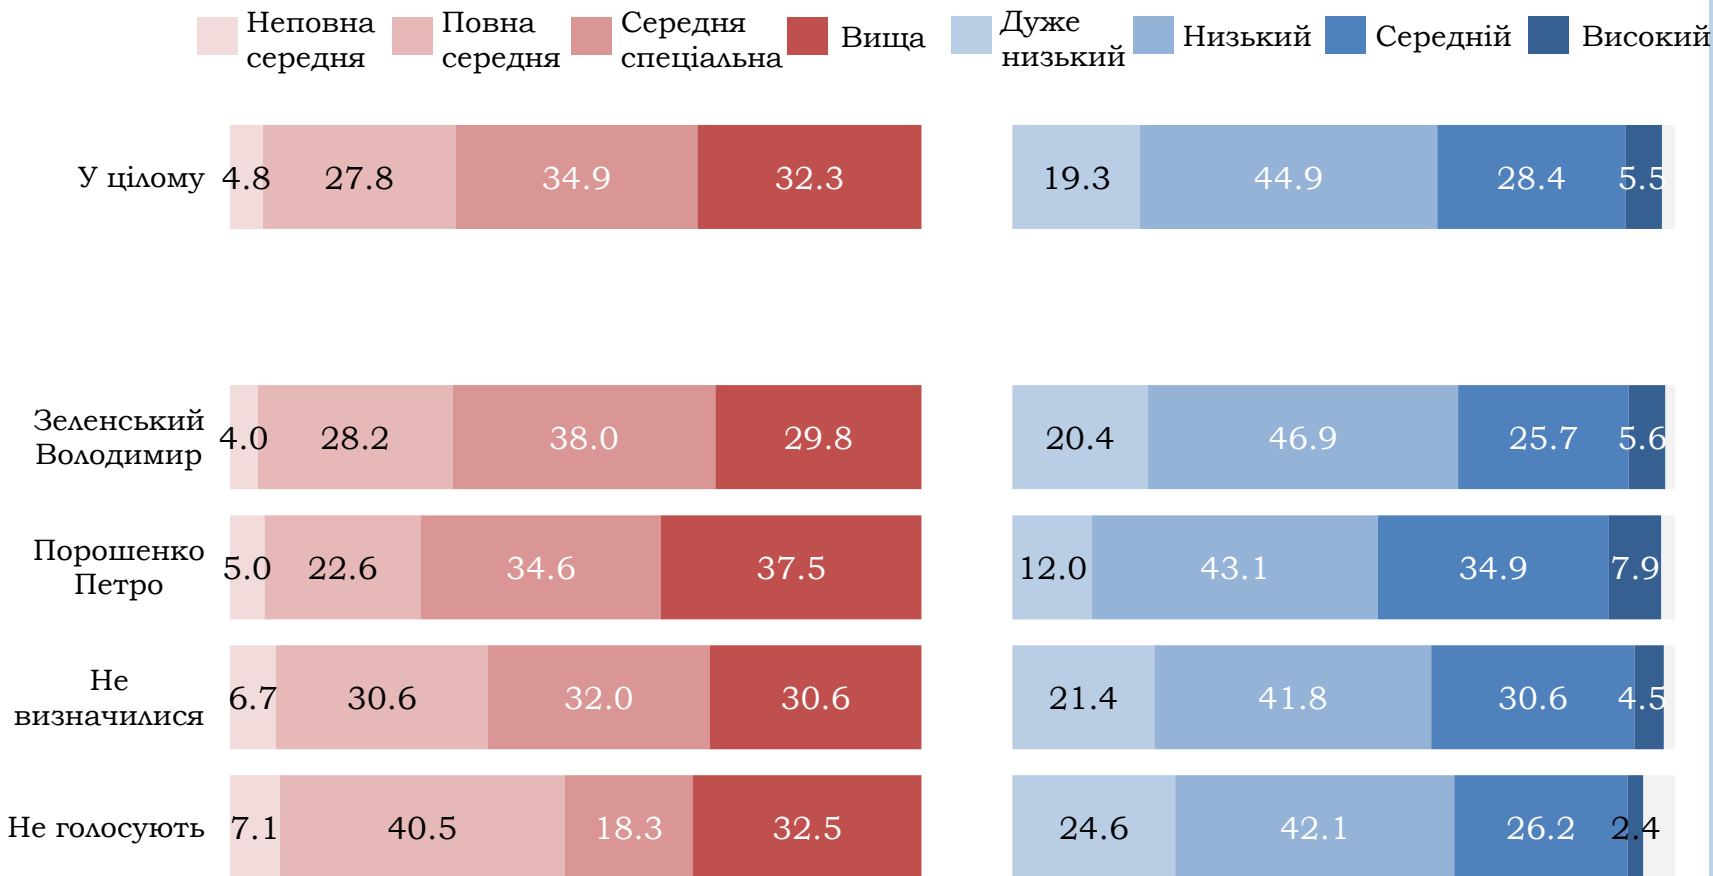 Неповна
середня
Повна
середня
Середня
спеціальна
Вища
Дуже
низький
Низький
Середній
Високий
У цілому 4.8 27.8 34.9 32.3 19.3 44.9 28.4 5.5
Зеленський
Володимир
4.0 28.2 38.0 29.8 20.4 46.9 25.7 5.6
Порошенко
Петро
5.0 22.6 34.6 37.5 12.0 43.1 34.9 7.9
Не
визначилися
6.7 30.6 32.0 30.6 21.4 41.8 30.6 4.5
Не голосують 7.1 40.5 18.3 32.5 24.6 42.1 26.2 2.4